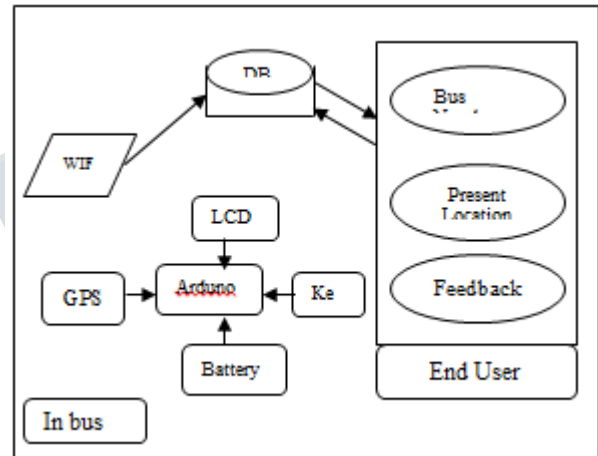 DB
Bus
WIF
Present
Location
LCD
GPS
Arduno
Ke
Feedback
Battery
End User
In bus